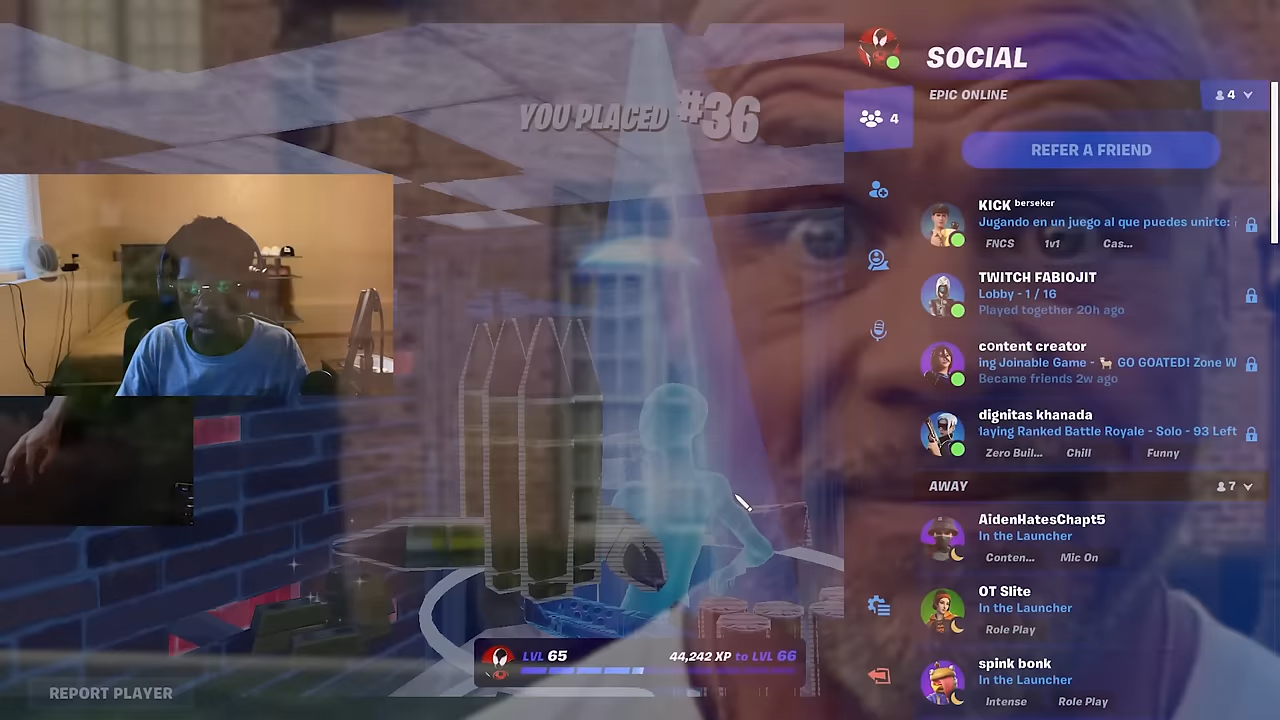 YOU PLACED #36
SOCIAL
EPIC ONLINE
4
4
REFER A FRIEND
KICK berseker
Jugando en un juego al que puedes unirte:
FNCS 1v1 Cas...
TWITCH FABIOJIT
Lobby - 1 / 16
Played together 20h ago
content creator
ing Joinable Game - 🐐 GO GOATED! Zone W
Became friends 2w ago
dignitas khanada
laying Ranked Battle Royale - Solo - 93 Left
Zero Buil... Chill Funny
AWAY
7
AidenHatesChapt5
In the Launcher
Conten... Mic On
OT Slite
In the Launcher
Role Play
spink bonk
In the Launcher
Intense Role Play
LVL 65
44,242 XP to LVL 66
REPORT PLAYER